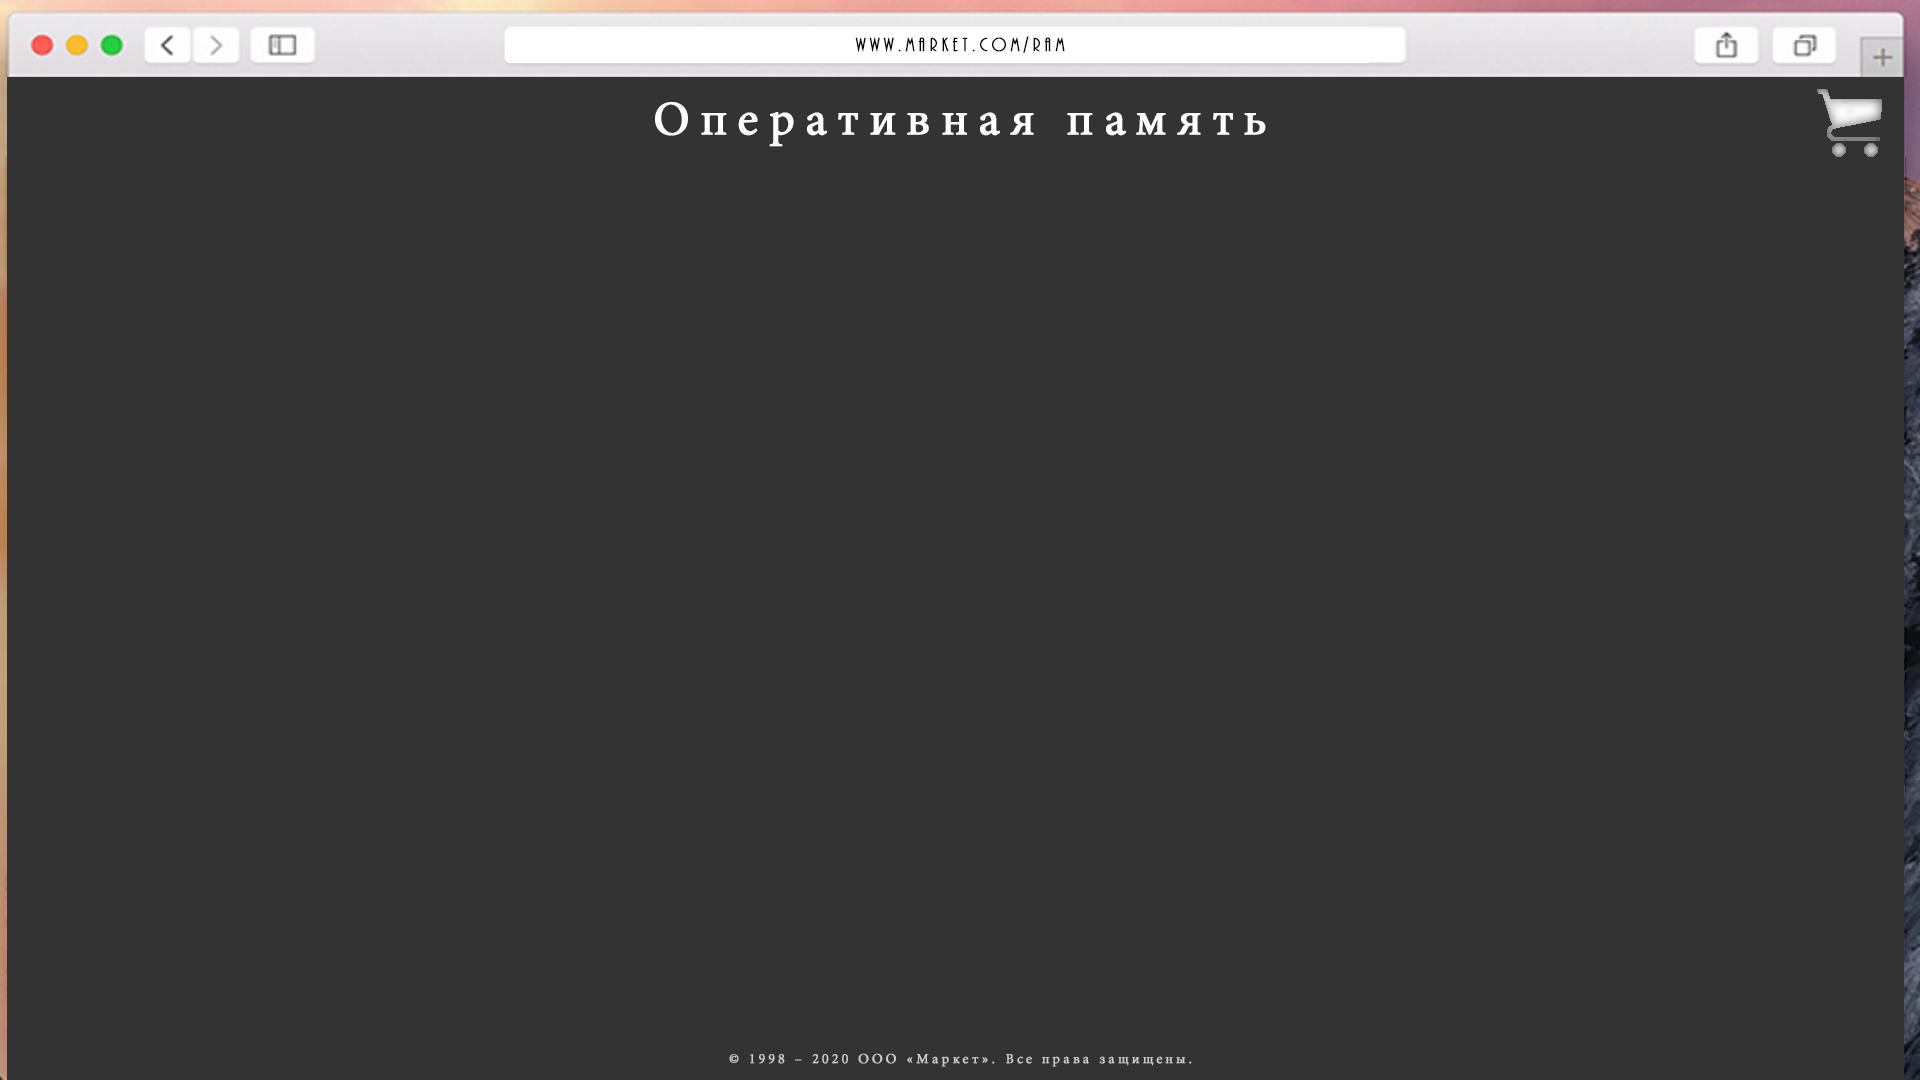 WWW.MARKET.COM/RAM
Оперативная память
© 1998 – 2020 ООО «Маркет». Все права защищены.